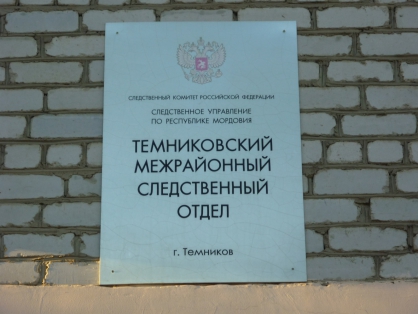 СЛЕДСТВЕННЫЙ КОМИТЕТ РОССИЙСКОЙ ФЕДЕРАЦИИ
СЛЕДСТВЕННОЕ УПРАВЛЕНИЕ
ПО РЕСПУБЛИКЕ МОРДОВИЯ
ТЕМНИКОВСКИЙ
МЕЖРАЙОННЫЙ
СЛЕДСТВЕННЫЙ
ОТДЕЛ
г. Темников